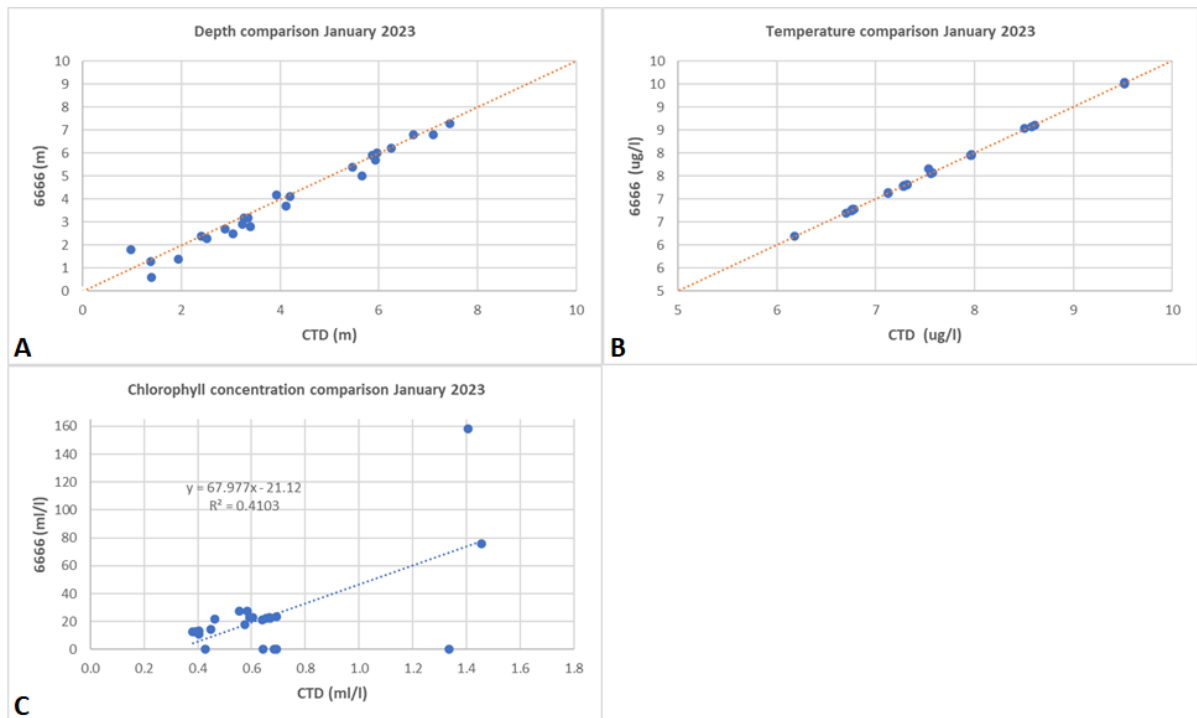 Depth comparison January 2023
10
9
8
7
6
5
4
3
2
1
0
6666 (m)
0 2 4 6 8 10
CTD (m)
A
Temperature comparison January 2023
10
10
9
9
8
8
7
7
6
6
5
6666 (ug/l)
5 6 7 8 9 10
CTD (ug/l)
B
Chlorophyll concentration comparison January 2023
160
140
120
100
80
60
40
20
0
6666 (ml/l)
y = 67.977x - 21.12
R² = 0.4103
0.0 0.2 0.4 0.6 0.8 1.0 1.2 1.4 1.6 1.8
CTD (ml/l)
C